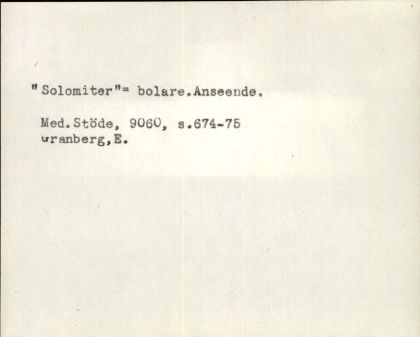 "Solomiter"= bolare.Anseende.
Med.Stöde, 9060, s.674-75
Granberg,E.